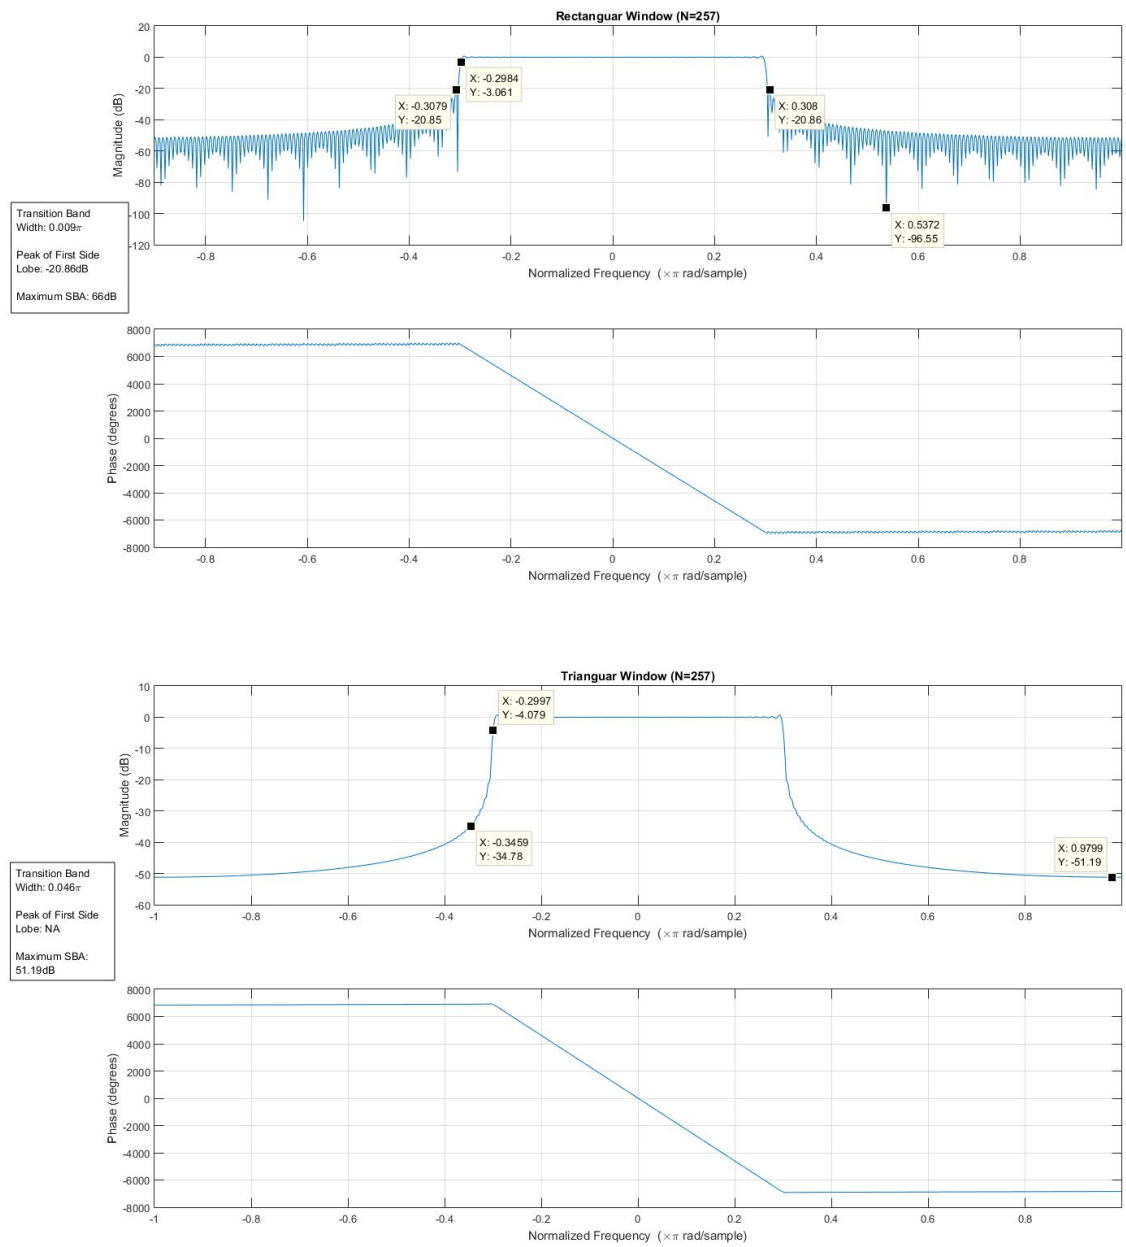 Rectanguar Window (N=257)
20
0
-20
-40
-60
-80
-100
-120
Magnitude (dB)
X: -0.2984
Y: -3.061
X: -0.3079
Y: -20.85
X: 0.308
Y: -20.86
X: 0.5372
Y: -96.55
-0.8
-0.6
-0.4
-0.2
0
0.2
0.4
0.6
0.8
Normalized Frequency (×π rad/sample)
Transition Band
Width: 0.009π
Peak of First Side
Lobe: -20.86dB
Maximum SBA: 66dB
8000
6000
4000
2000
0
-2000
-4000
-6000
-8000
Phase (degrees)
-0.8
-0.6
-0.4
-0.2
0
0.2
0.4
0.6
0.8
Normalized Frequency (×π rad/sample)
Trianguar Window (N=257)
10
0
-10
-20
-30
-40
-50
-60
Magnitude (dB)
X: -0.2997
Y: -4.079
X: -0.3459
Y: -34.78
X: 0.9799
Y: -51.19
-1
-0.8
-0.6
-0.4
-0.2
0
0.2
0.4
0.6
0.8
Normalized Frequency (×π rad/sample)
Transition Band
Width: 0.046π
Peak of First Side
Lobe: NA
Maximum SBA:
51.19dB
8000
6000
4000
2000
0
-2000
-4000
-6000
-8000
Phase (degrees)
-1
-0.8
-0.6
-0.4
-0.2
0
0.2
0.4
0.6
0.8
Normalized Frequency (×π rad/sample)